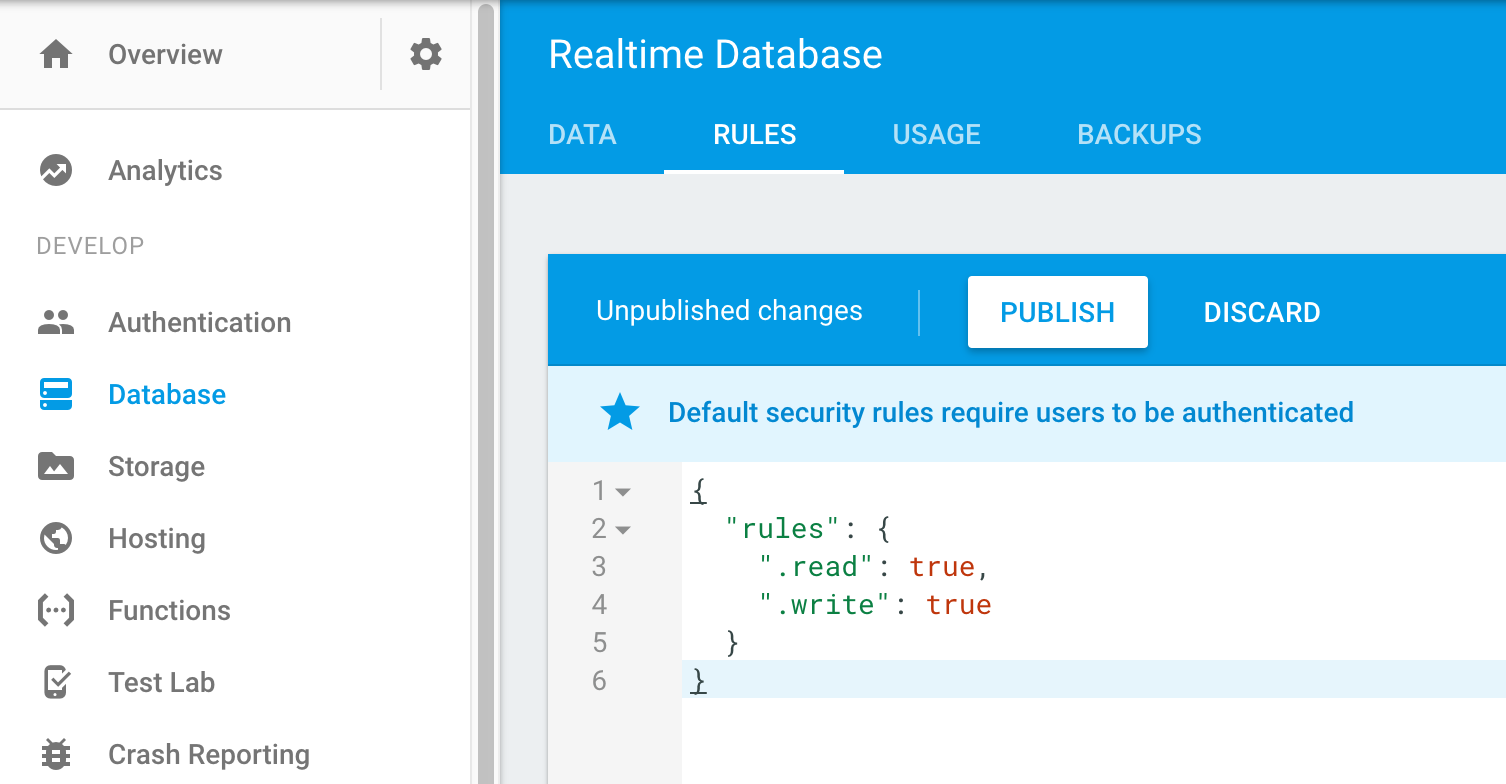 Overview
Analytics
DEVELOP
Authentication
Database
Storage
Hosting
Functions
Test Lab
Crash Reporting
Realtime Database
DATA RULES USAGE BACKUPS
Unpublished changes PUBLISH DISCARD
Default security rules require users to be authenticated
1 {
2   "rules": {
3     ".read": true,
4     ".write": true
5   }
6 }